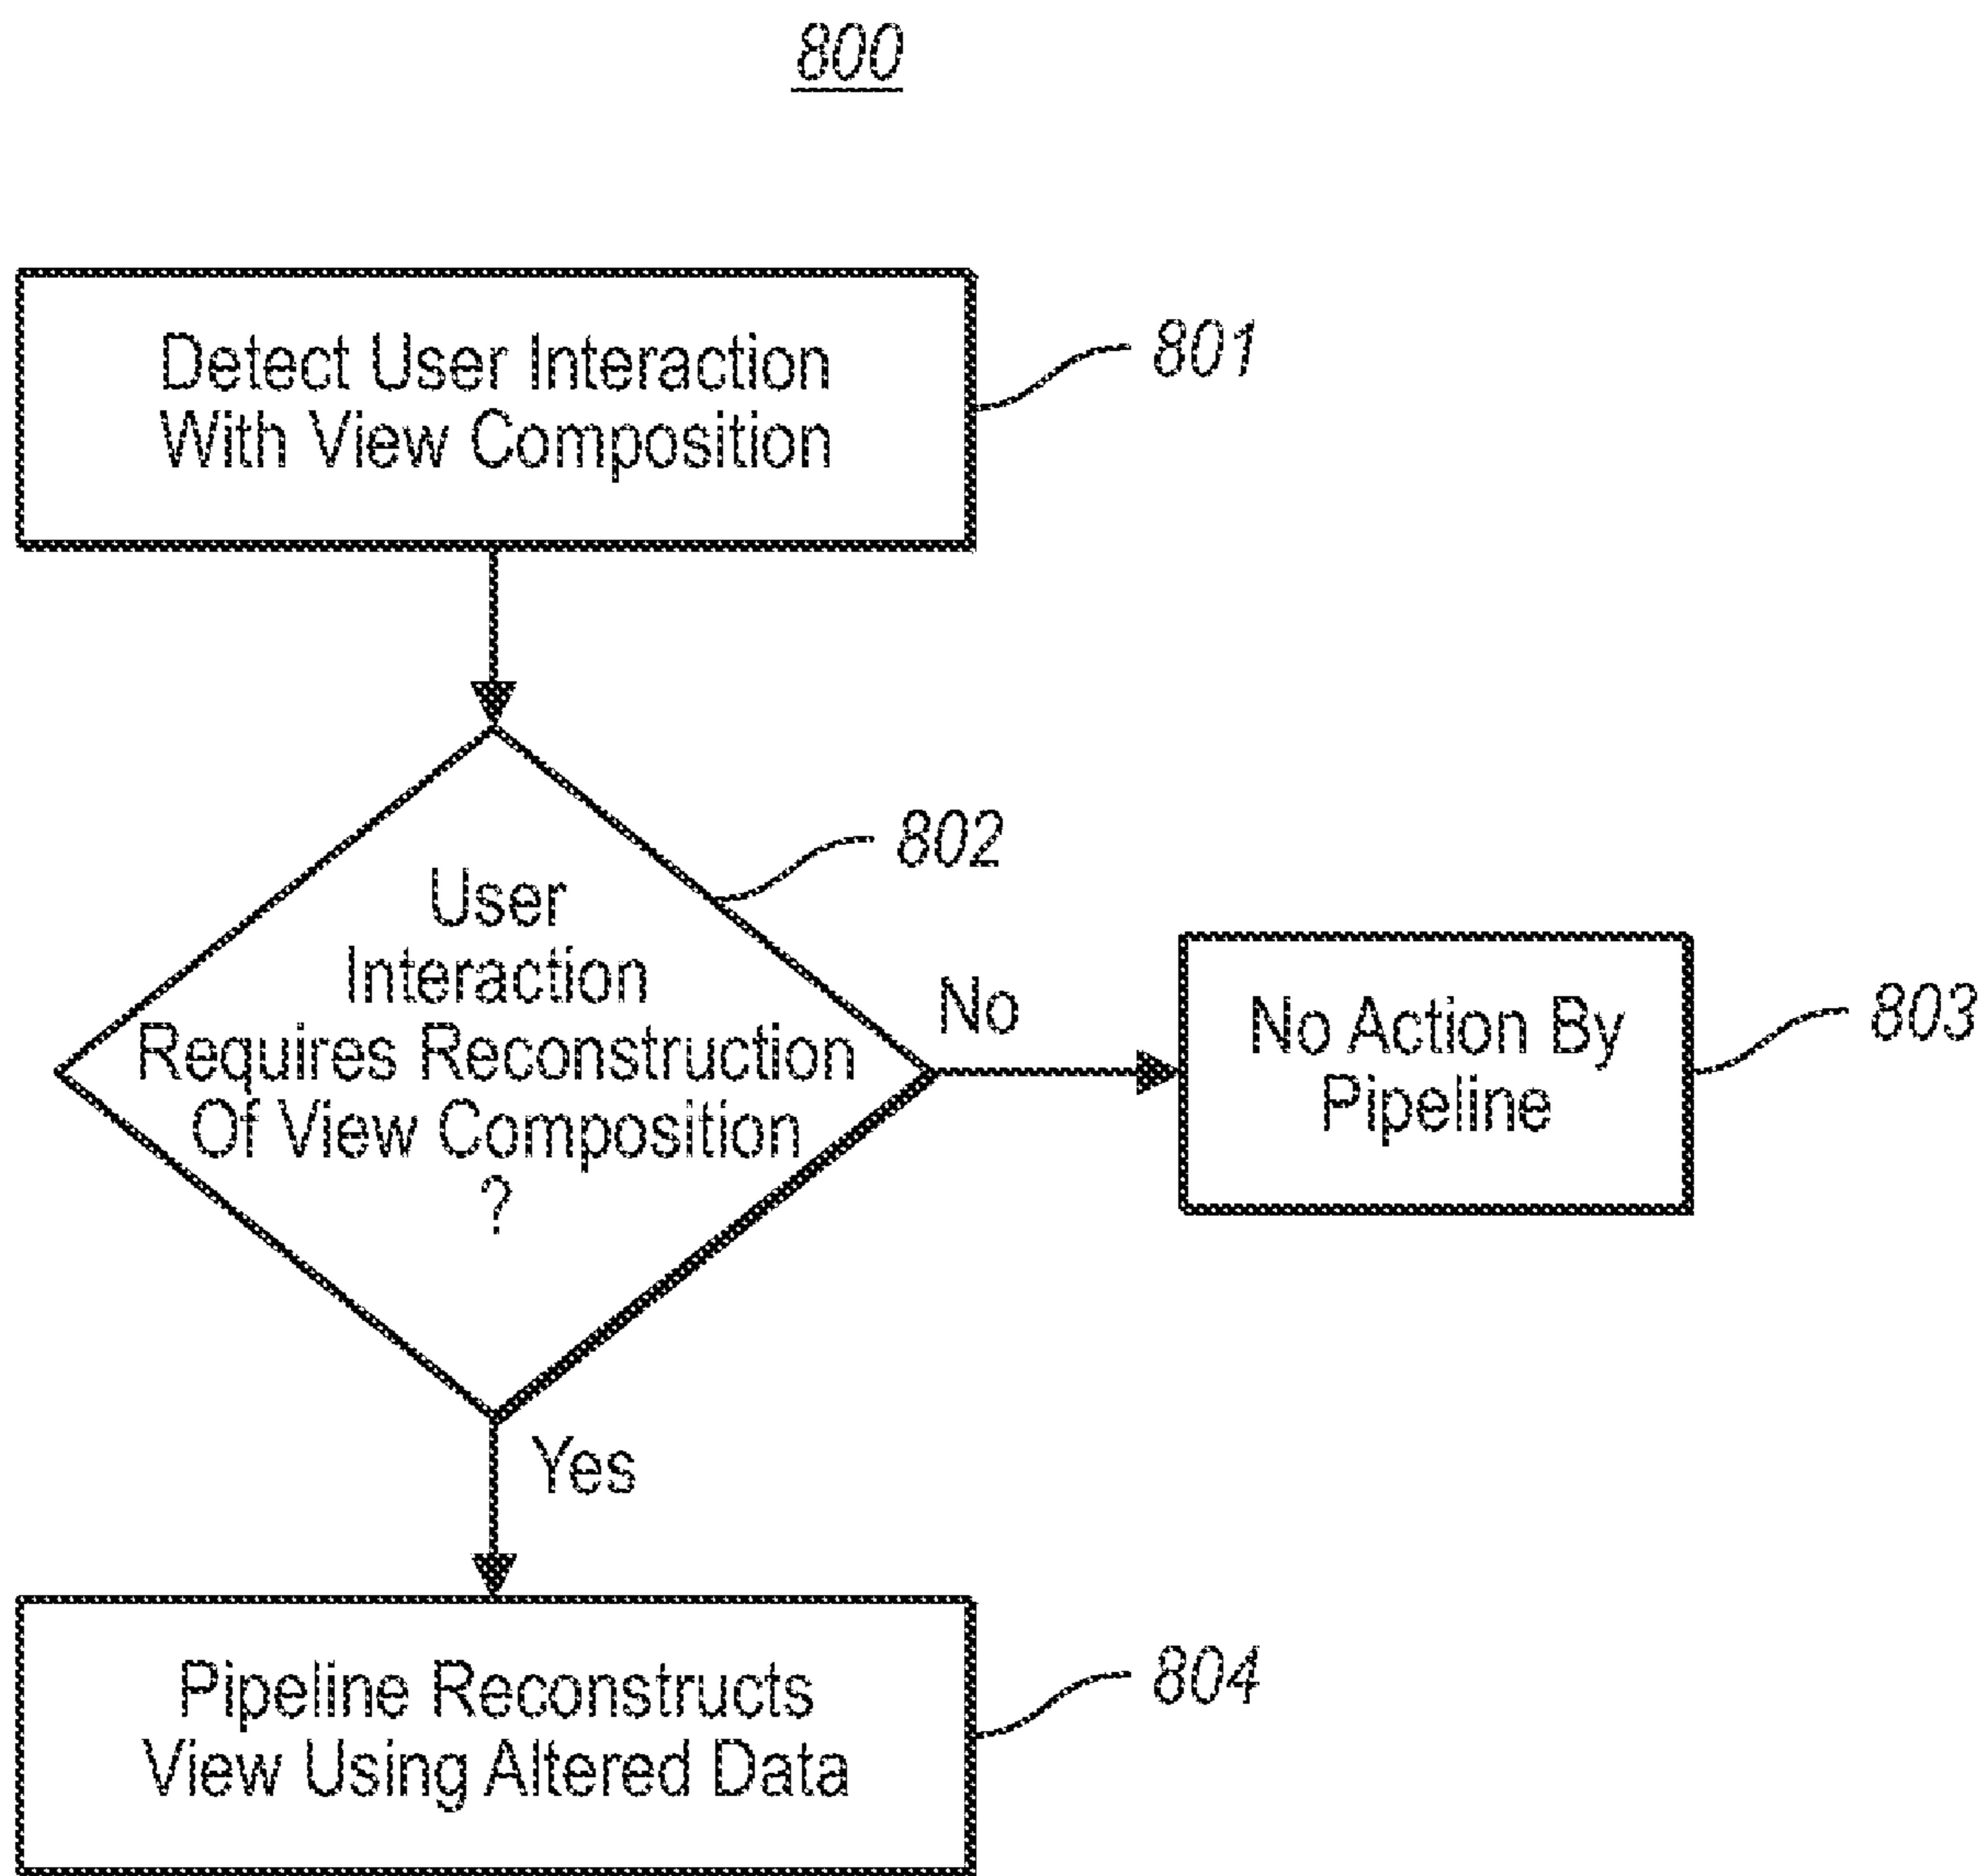 800
Detect User Interaction
With View Composition
801
802
User
Interaction
Requires Reconstruction
Of View Composition
?
No
No Action By
Pipeline
803
Yes
Pipeline Reconstructs
View Using Altered Data
804